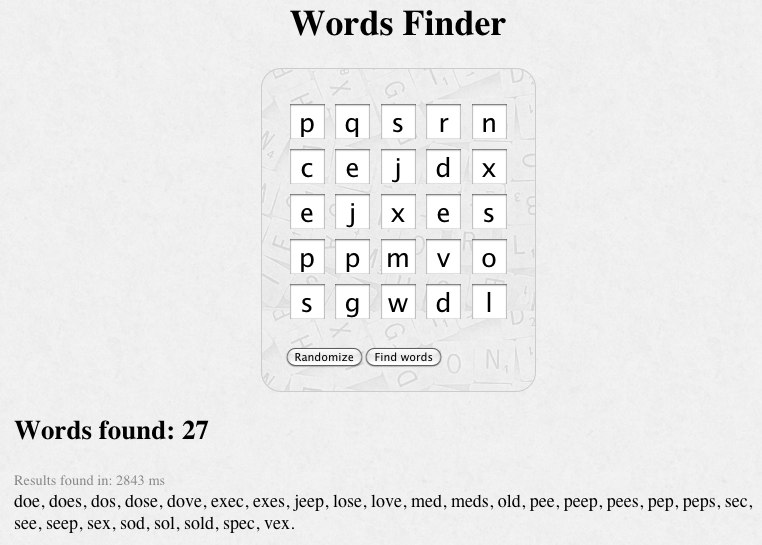 Words Finder
p q s r n
c e j d x
e j x e s
p p m v o
s g w d l
Randomize Find words
Words found: 27
Results found in: 2843 ms
doe, does, dos, dose, dove, exec, exes, jeep, lose, love, med, meds, old, pee, peep, pees, pep, peps, sec,
see, seep, sex, sod, sol, sold, spec, vex.